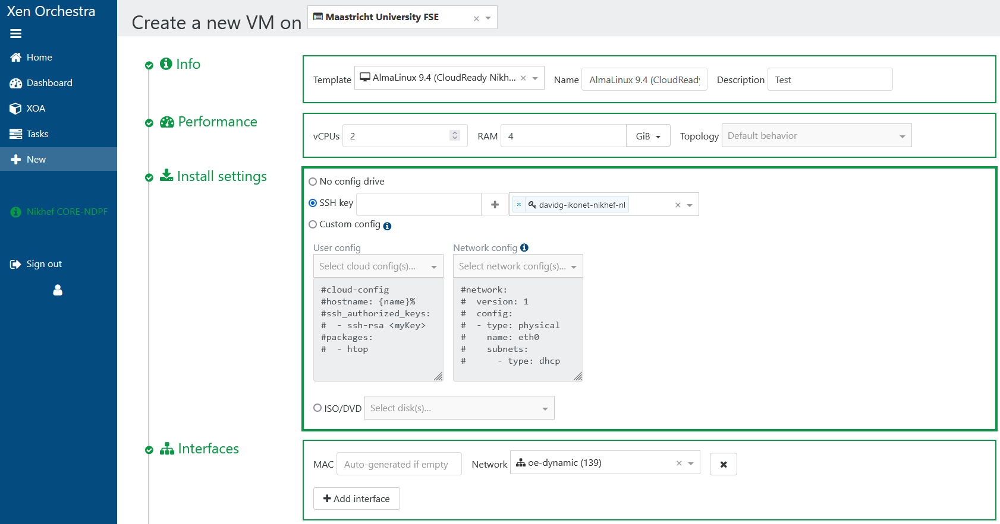 Xen Orchestra
Home
Dashboard
XOA
Tasks
New
Nikhef CORE-NDPF
Sign out
Create a new VM on Maastricht University FSE × 
Info
Template AlmaLinux 9.4 (CloudReady Nikh... × Name AlmaLinux 9.4 (CloudReady Description Test
Performance
vCPUs 2 RAM 4 GiB Topology Default behavior
Install settings
No config drive
SSH key + × davidg-ikonet-nikhef-nl ×
Custom config
User config Network config
Select cloud config(s)... Select network config(s)...
#cloud-config
#hostname: {name}%
#ssh_authorized_keys:
#  - ssh-rsa <myKey>
#packages:
#  - htop
#network:
#  version: 1
#  config:
#  - type: physical
#    name: eth0
#    subnets:
#      - type: dhcp
ISO/DVD Select disk(s)...
Interfaces
MAC Auto-generated if empty Network oe-dynamic (139) ×
Add interface